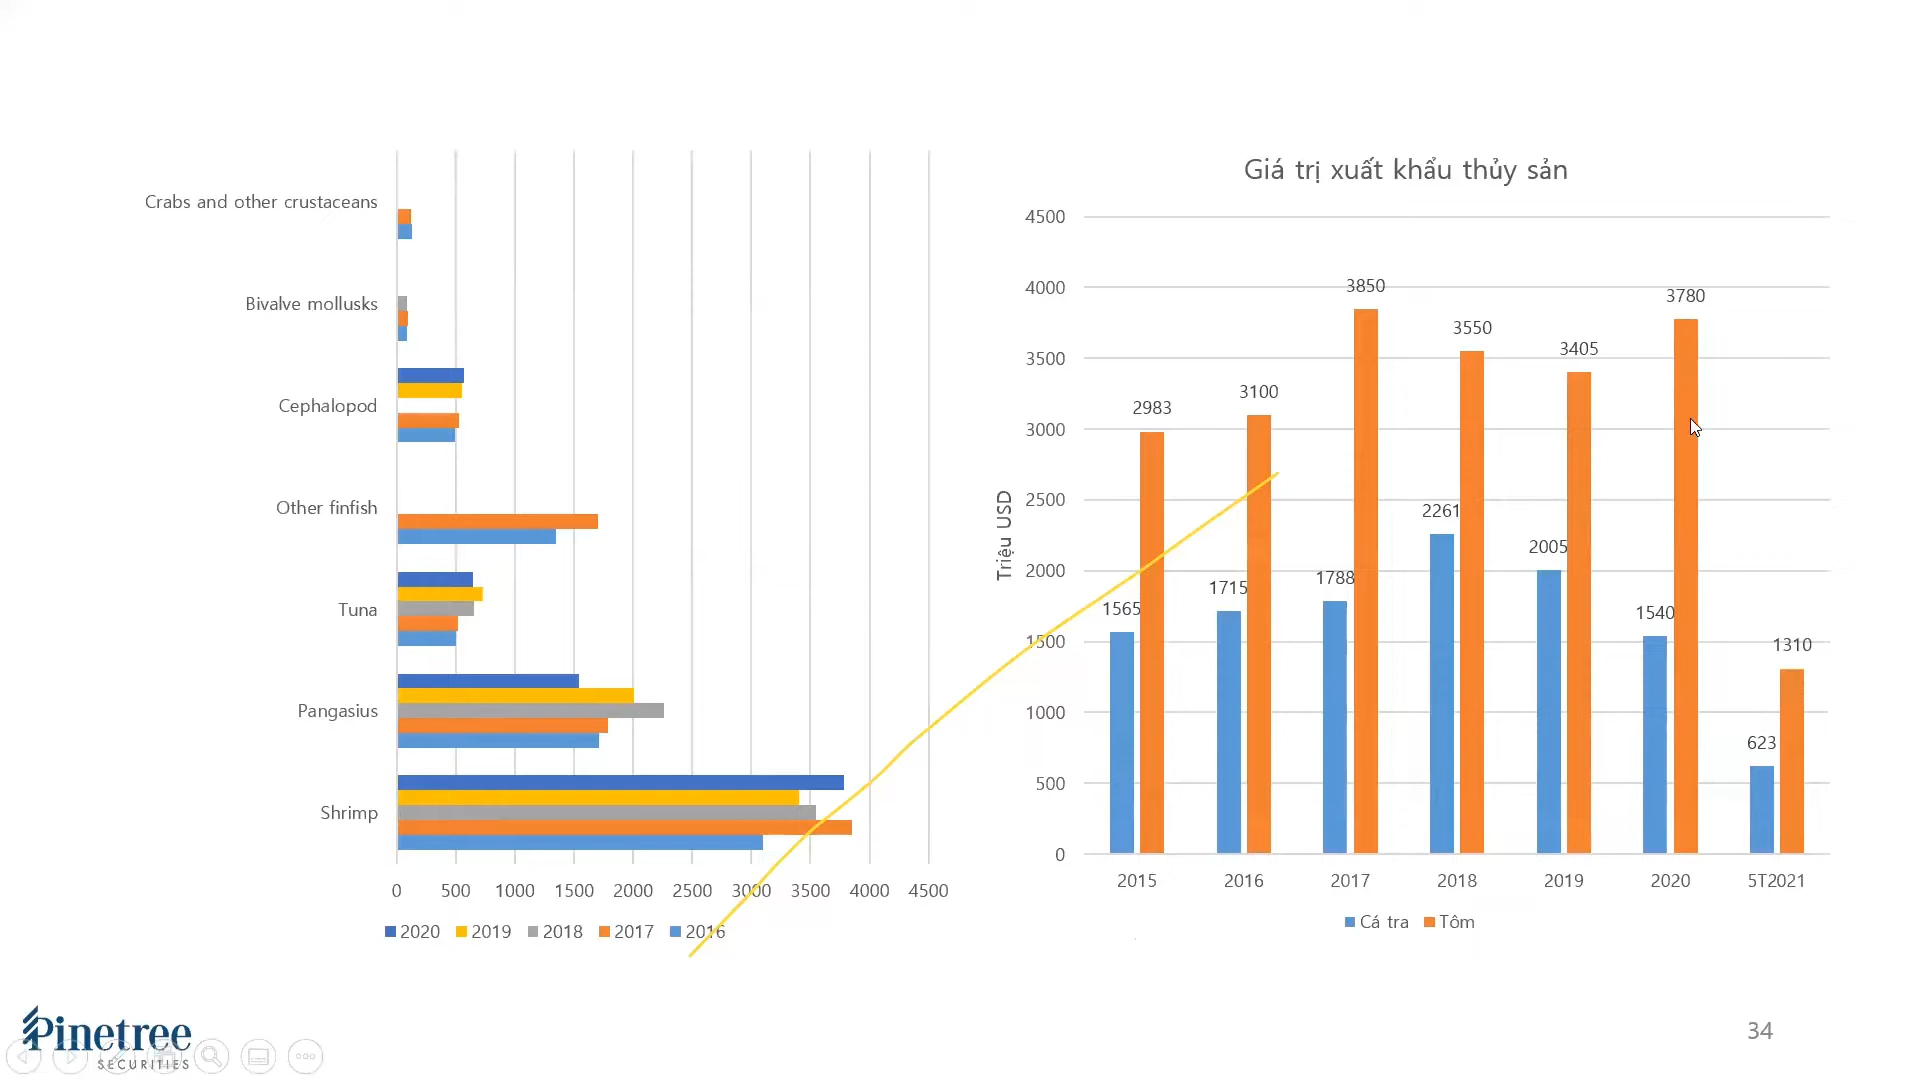 Crabs and other crustaceans
Bivalve mollusks
Cephalopod
Other finfish
Tuna
Pangasius
Shrimp
0 500 1000 1500 2000 2500 3000 3500 4000 4500
2020 2019 2018 2017 2016
Giá trị xuất khẩu thủy sản
Triệu USD
4500
4000
3500
3000
2500
2000
1500
1000
500
0
1565 2983
1715 3100
1788 3850
2261 3550
2005 3405
1540 3780
623 1310
2015 2016 2017 2018 2019 2020 5T2021
Cá tra Tôm
Pinetree
SECURITIES
34